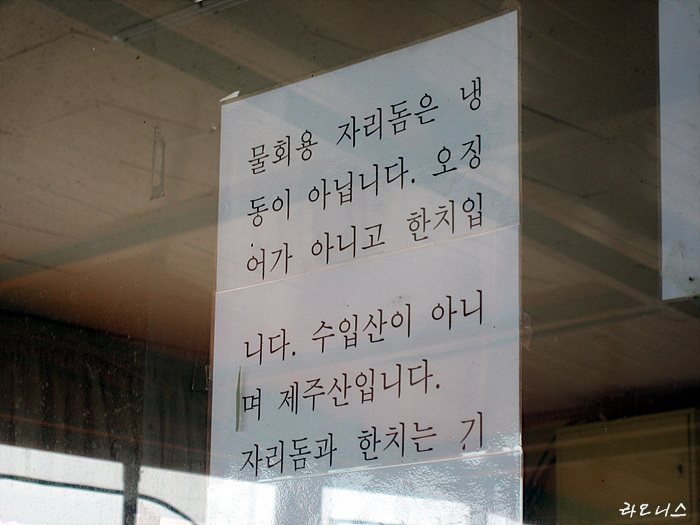 물회용 자리돔은 냉
동이 아닙니다. 오징
어가 아니고 한치입
니다. 수입산이 아니
며 제주산입니다.
자리돔과 한치는 기
라오니스